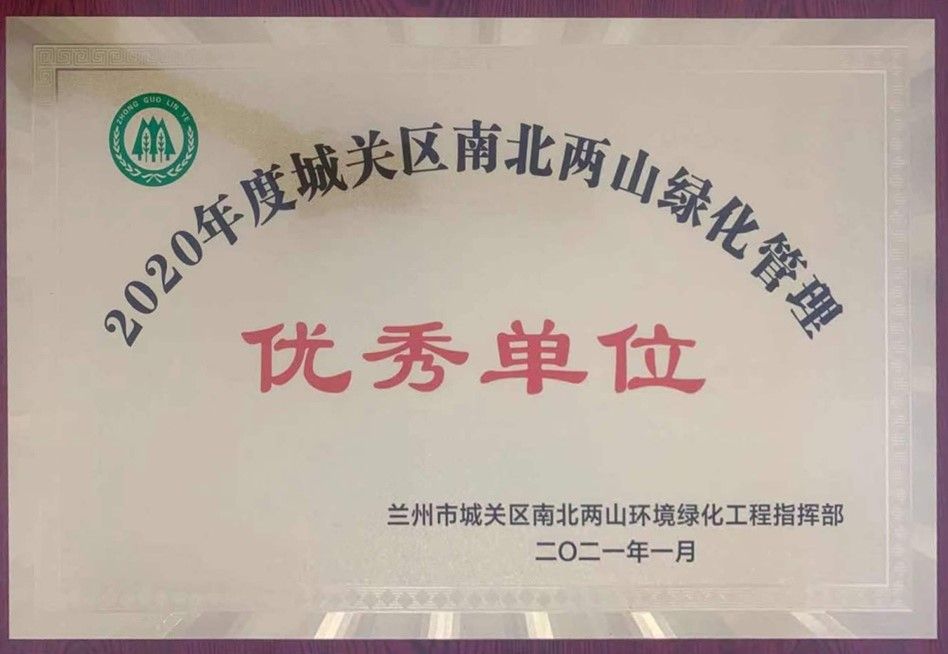 ZHONG GUO LIN YE
2020年度城关区南北两山绿化管理
优秀单位
兰州市城关区南北两山环境绿化工程指挥部
二〇二一年一月